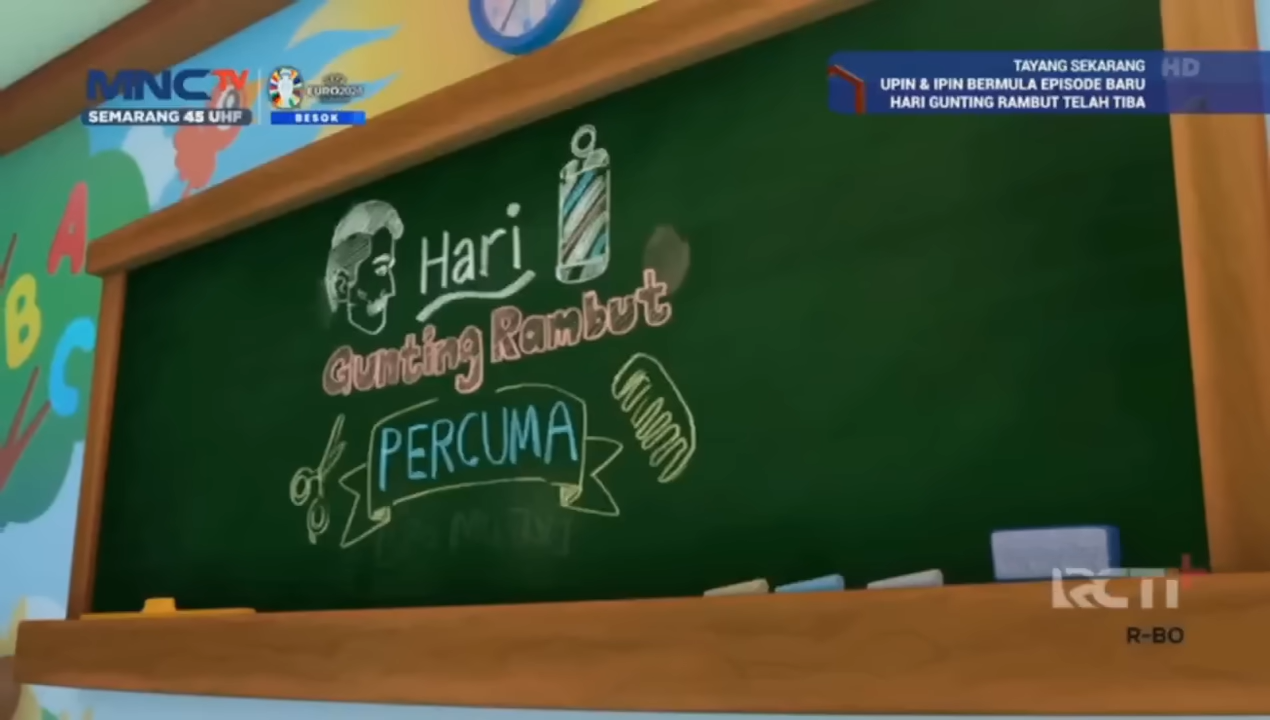 MNCTV
SEMARANG 45 UHF
EURO2024
BESOK
TAYANG SEKARANG
UPIN & IPIN BERMULA EPISODE BARU
HARI GUNTING RAMBUT TELAH TIBA
HD
A
B
C
Hari
Gunting Rambut
PERCUMA
RCTI+
R-BO